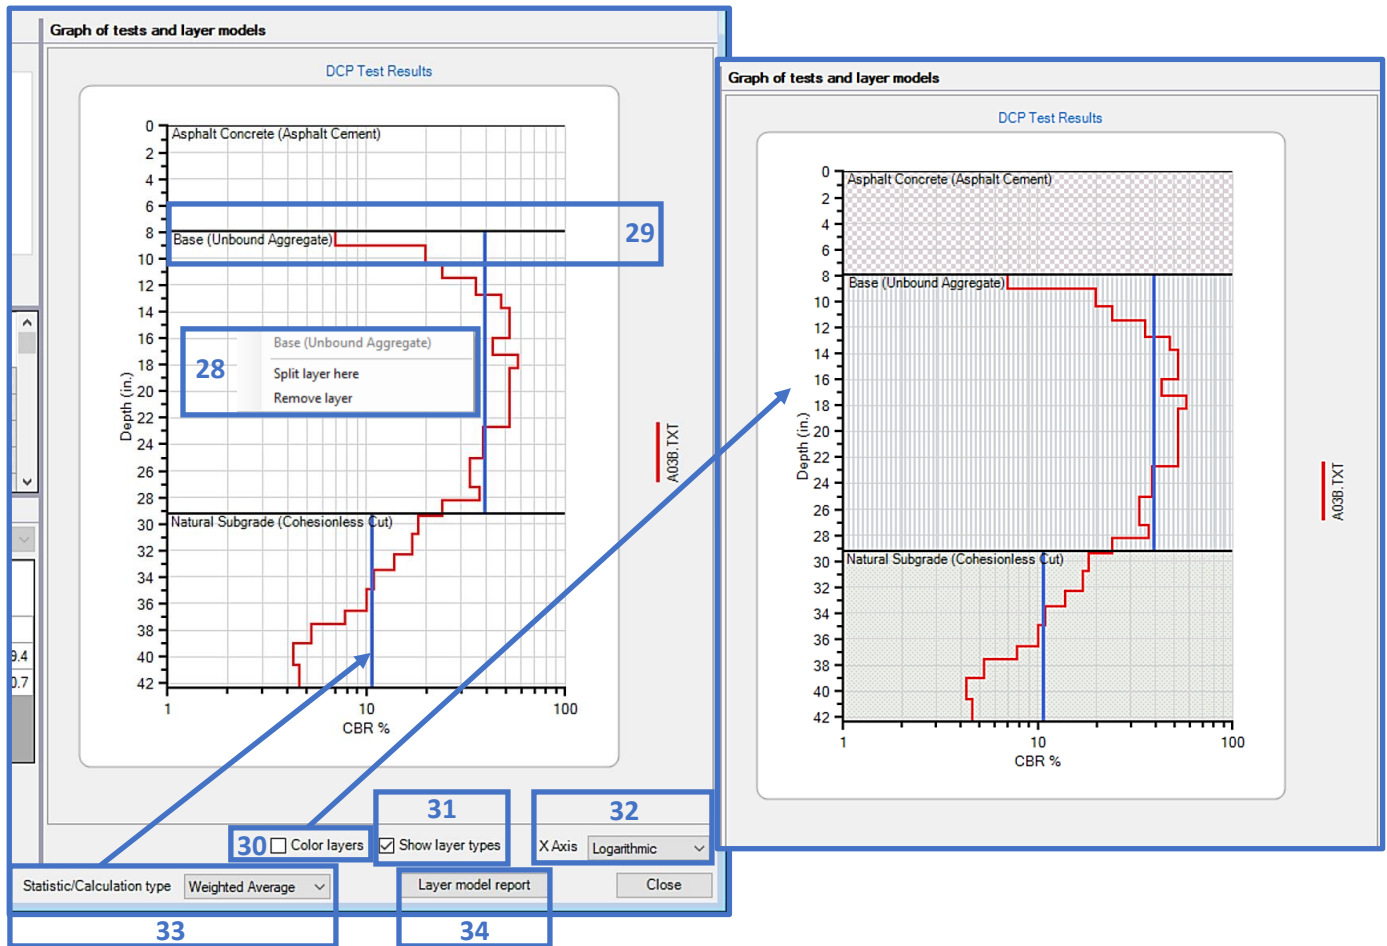 Graph of tests and layer models
DCP Test Results
0
Asphalt Concrete (Asphalt Cement)
2
4
6
8
Base (Unbound Aggregate)
29
10
12
14
16
18
20
22
24
26
28
30
32
34
36
38
40
42
Depth (in.)
28
Base (Unbound Aggregate)
Split layer here
Remove layer
Natural Subgrade (Cohesionless Cut)
1
10
100
CBR %
A03B.TXT
9.4
0.7
31
32
30
Color layers
Show layer types
X Axis
Logarithmic
Statistic/Calculation type
Weighted Average
Layer model report
Close
33
34
Graph of tests and layer models
DCP Test Results
0
Asphalt Concrete (Asphalt Cement)
2
4
6
8
Base (Unbound Aggregate)
10
12
14
16
18
20
22
24
26
28
30
Natural Subgrade (Cohesionless Cut)
32
34
36
38
40
42
Depth (in.)
1
10
100
CBR %
A03B.TXT